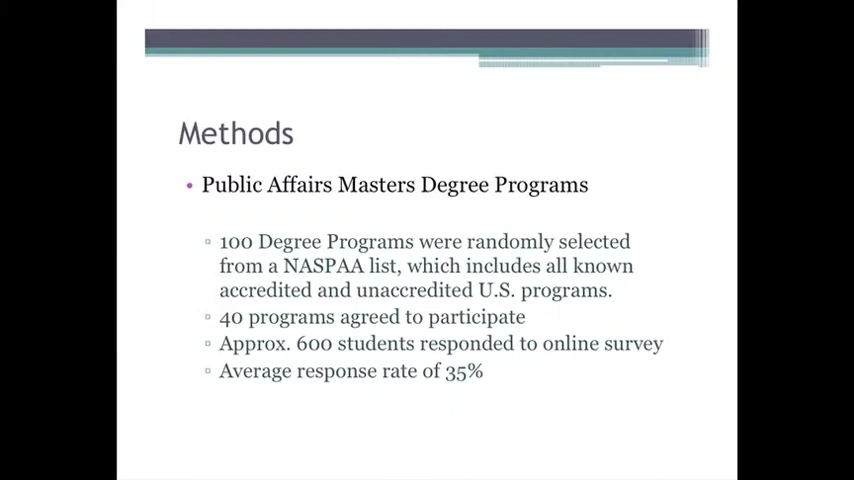 Methods
• Public Affairs Masters Degree Programs
▫ 100 Degree Programs were randomly selected
from a NASPAA list, which includes all known
accredited and unaccredited U.S. programs.
▫ 40 programs agreed to participate
▫ Approx. 600 students responded to online survey
▫ Average response rate of 35%